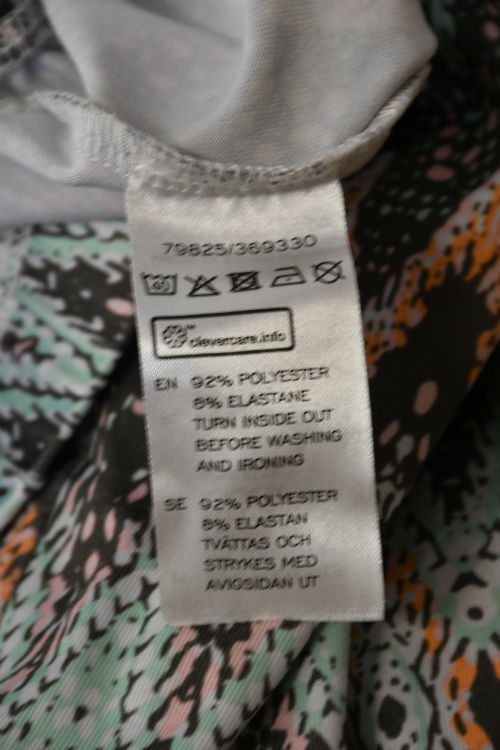 79825/369330
40
clevercare.info
EN 92% POLYESTER
8% ELASTANE
TURN INSIDE OUT
BEFORE WASHING
AND IRONING
SE 92% POLYESTER
8% ELASTAN
TVÄTTAS OCH
STRYKES MED
AVIGSIDAN UT